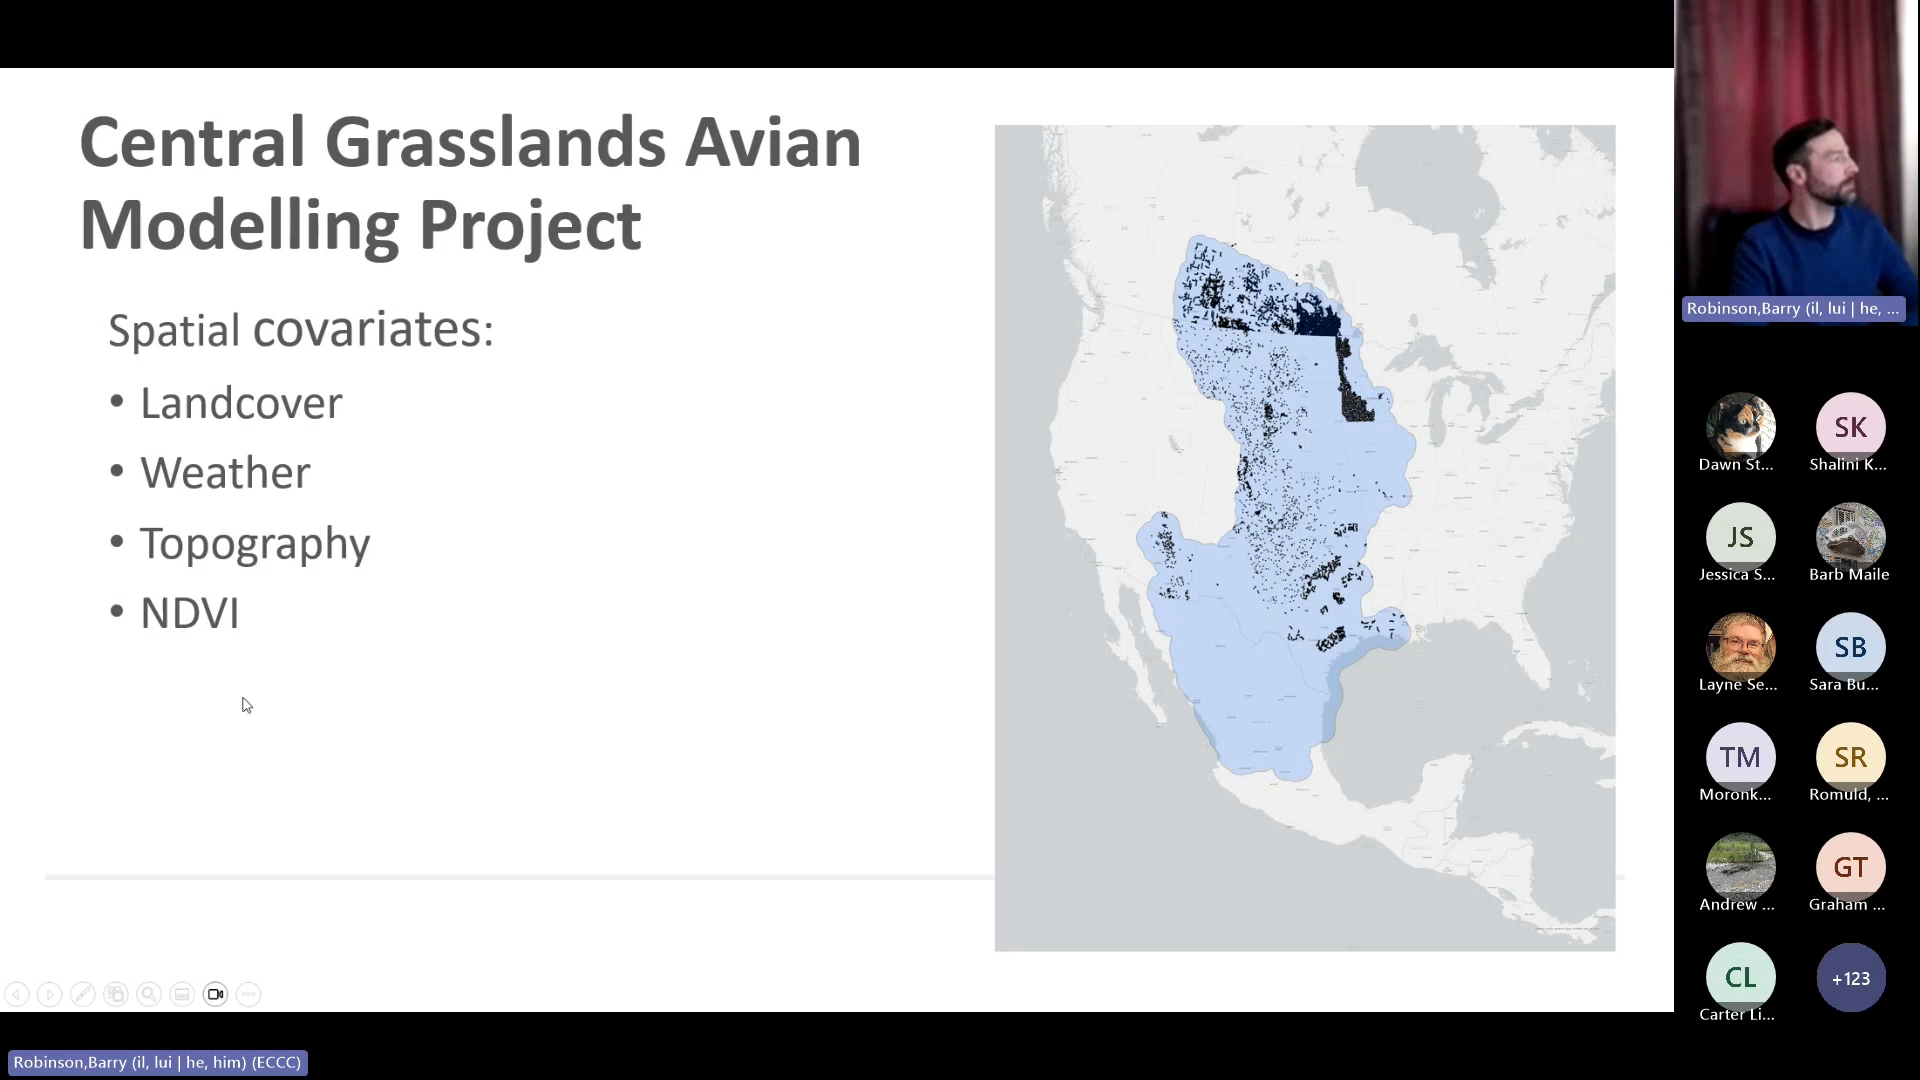 Central Grasslands Avian
Modelling Project
Spatial covariates:
• Landcover
• Weather
• Topography
• NDVI
Robinson,Barry (il, lui | he, ...
Dawn St...
SK
Shalini K...
JS
Jessica S...
Barb Maile
Layne Se...
SB
Sara Bu...
TM
Moronk...
SR
Romuld, ...
Andrew ...
GT
Graham ...
CL
Carter Li...
+123
Robinson,Barry (il, lui | he, him) (ECCC)